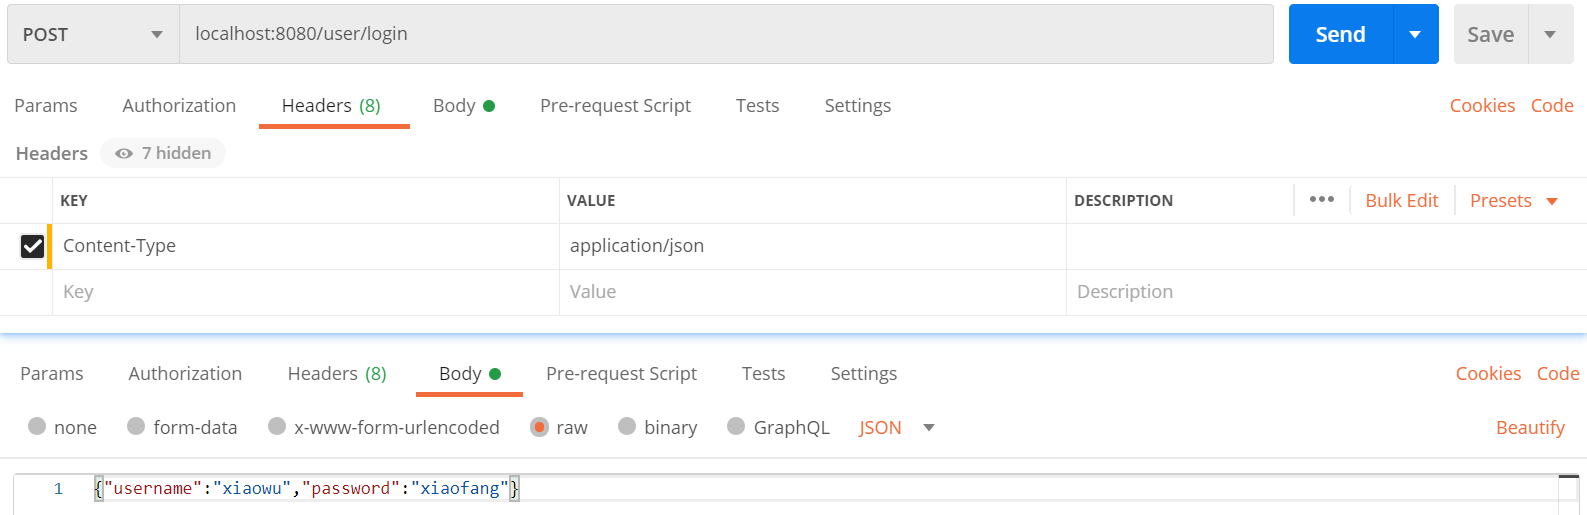 POST localhost:8080/user/login Send Save
Params Authorization Headers (8) Body Pre-request Script Tests Settings Cookies Code
Headers 7 hidden
KEY VALUE DESCRIPTION ••• Bulk Edit Presets
Content-Type application/json
Key Value Description
Params Authorization Headers (8) Body Pre-request Script Tests Settings Cookies Code
none form-data x-www-form-urlencoded raw binary GraphQL JSON Beautify
1 {"username":"xiaowu","password":"xiaofang"}